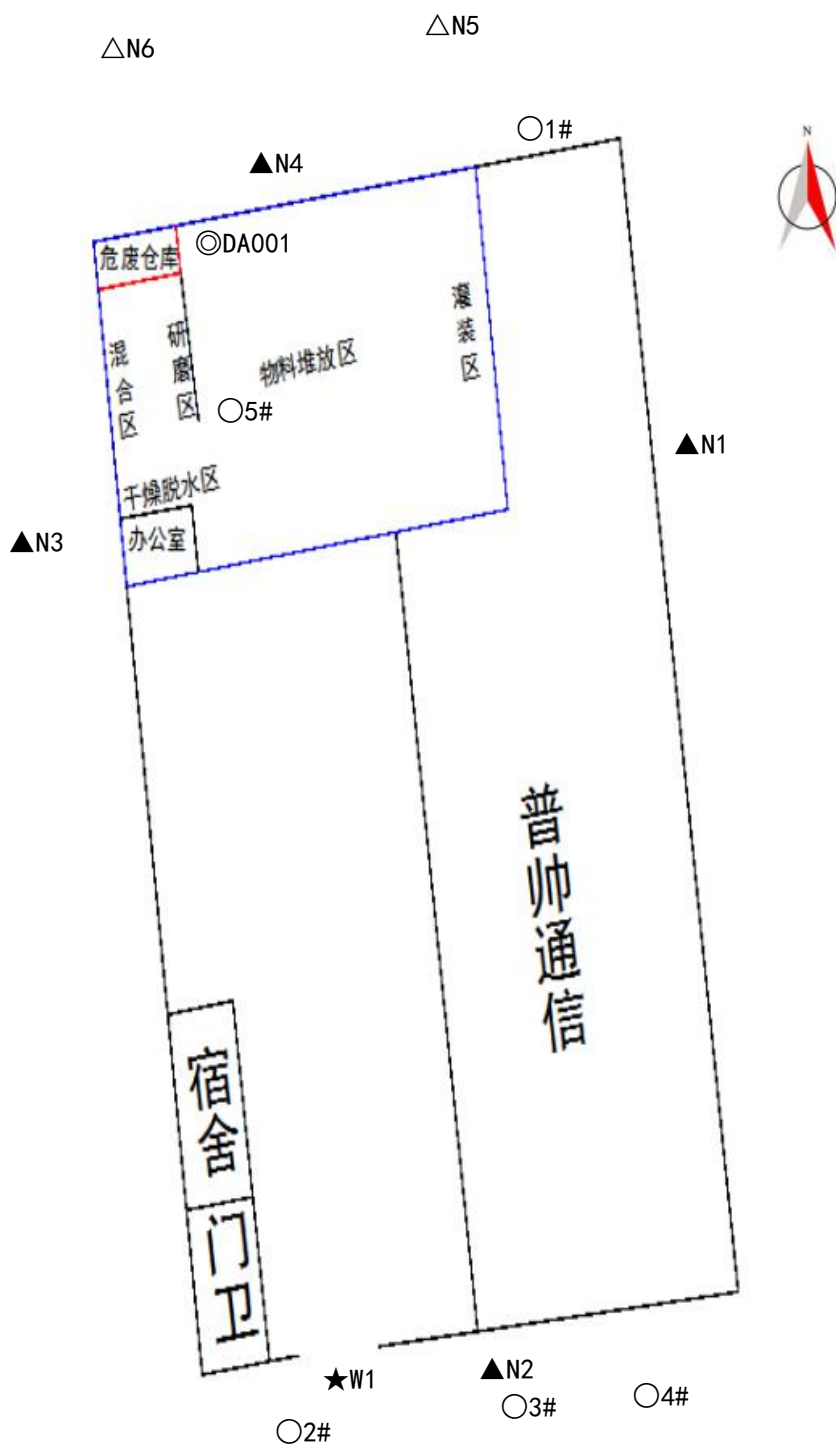 △N6
△N5
○1#
N
▲N4
◎DA001
危废仓库
混合区
研磨区
物料堆放区
灌装区
○5#
▲N1
干燥脱水区
办公室
▲N3
普帅通信
宿舍
门卫
★W1
▲N2
○3#
○4#
○2#